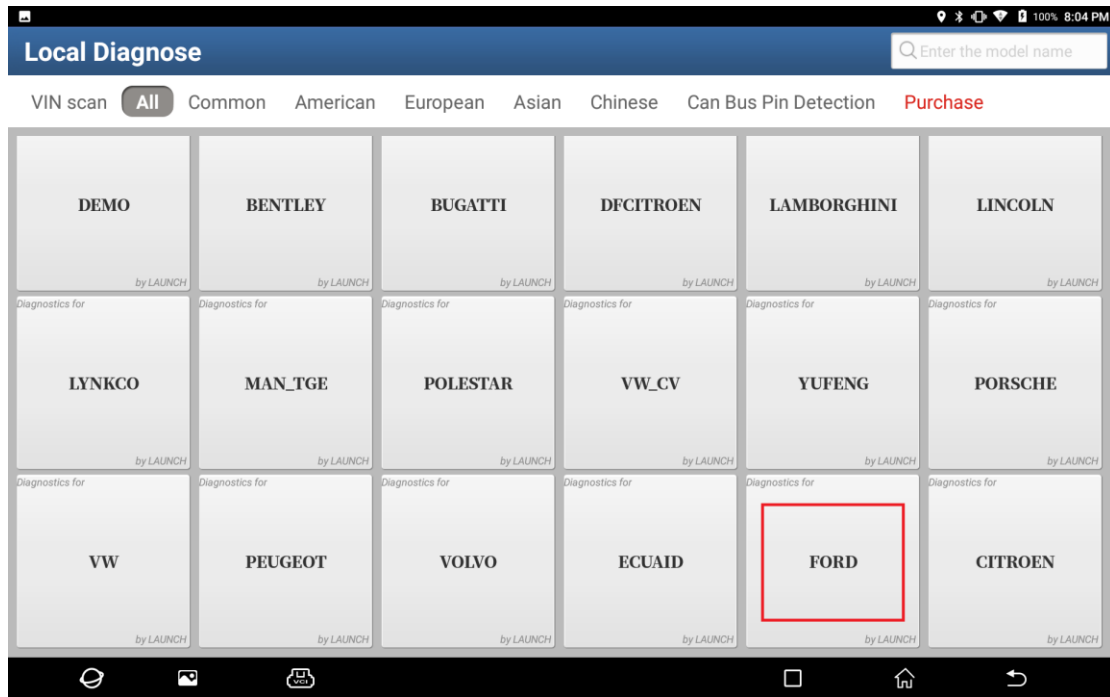 100% 8:04 PM
Local Diagnose
Enter the model name
VIN scan All Common American European Asian Chinese Can Bus Pin Detection Purchase
DEMO BENTLEY BUGATTI DFCITROEN LAMBORGHINI LINCOLN
by LAUNCH by LAUNCH by LAUNCH by LAUNCH by LAUNCH by LAUNCH
Diagnostics for Diagnostics for Diagnostics for Diagnostics for Diagnostics for Diagnostics for
LYNKCO MAN_TGE POLESTAR VW_CV YUFENG PORSCHE
by LAUNCH by LAUNCH by LAUNCH by LAUNCH by LAUNCH by LAUNCH
Diagnostics for Diagnostics for Diagnostics for Diagnostics for Diagnostics for Diagnostics for
VW PEUGEOT VOLVO ECUAID FORD CITROEN
by LAUNCH by LAUNCH by LAUNCH by LAUNCH by LAUNCH by LAUNCH
VCI